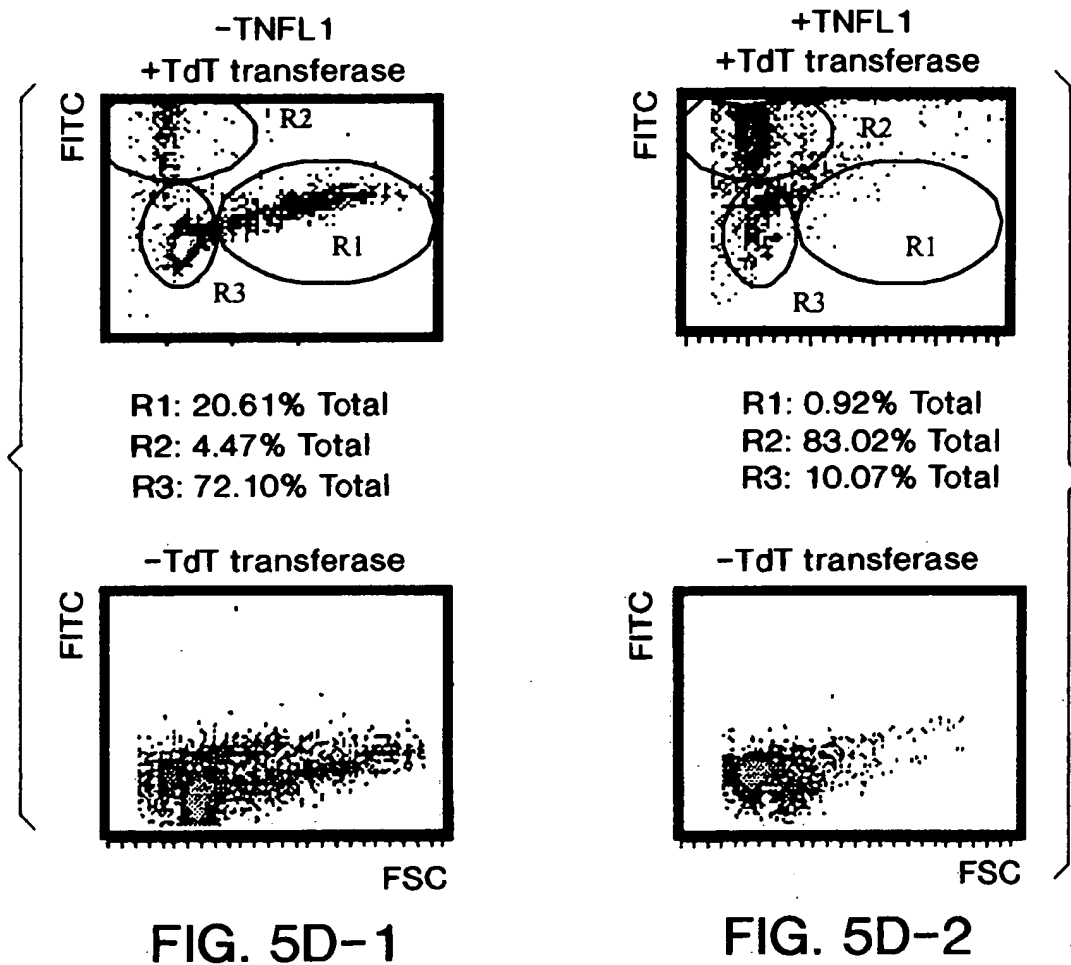 -TNFL1
+TdT transferase
FITC
R2
R1
R3
R1: 20.61% Total
R2: 4.47% Total
R3: 72.10% Total
-TdT transferase
FITC
FSC
FIG. 5D-1
+TNFL1
+TdT transferase
FITC
R2
R1
R3
R1: 0.92% Total
R2: 83.02% Total
R3: 10.07% Total
-TdT transferase
FITC
FSC
FIG. 5D-2